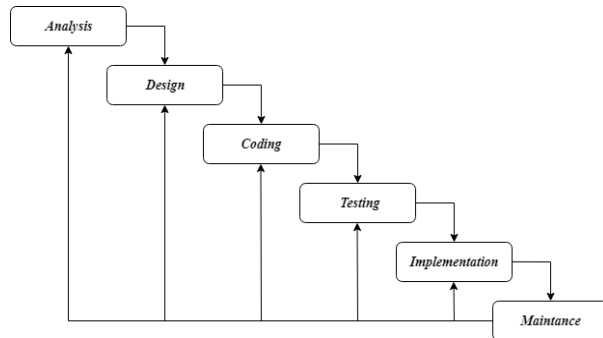 Analysis
Design
Coding
Testing
Implementation
Maintance